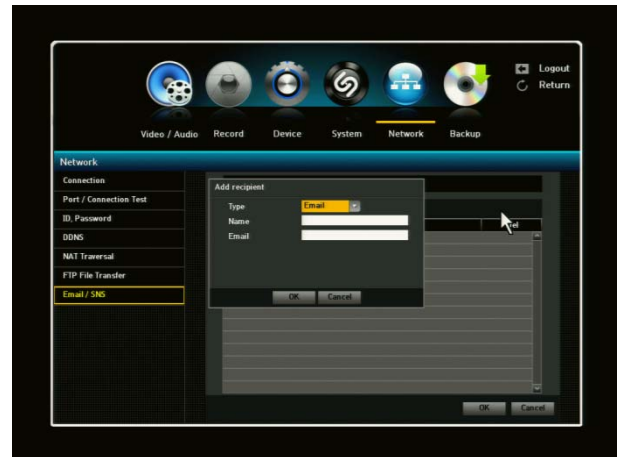 Logout
Return
Video / Audio Record Device System Network Backup
Network
Connection
Port / Connection Test
ID, Password
DDNS
NAT Traversal
FTP File Transfer
Email / SNS
Add recipient
Type Email
Name
Email
OK Cancel
OK Cancel